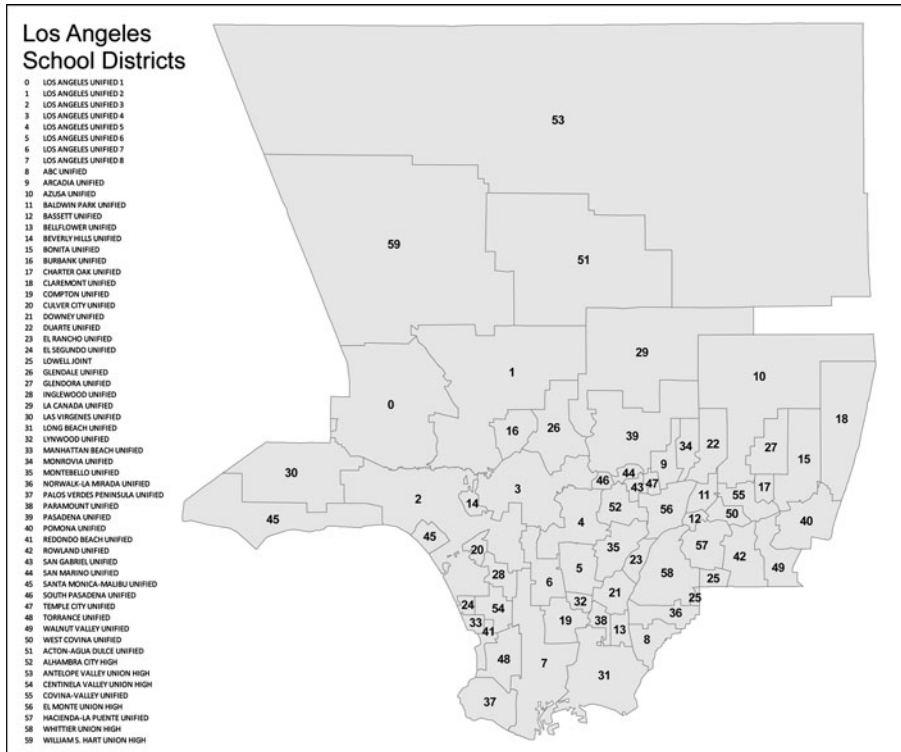 Los Angeles
School Districts
0 LOS ANGELES UNIFIED 1
1 LOS ANGELES UNIFIED 2
2 LOS ANGELES UNIFIED 3
3 LOS ANGELES UNIFIED 4
4 LOS ANGELES UNIFIED 5
5 LOS ANGELES UNIFIED 6
6 LOS ANGELES UNIFIED 7
7 LOS ANGELES UNIFIED 8
8 ABC UNIFIED
9 ARCADIA UNIFIED
10 AZUSA UNIFIED
11 BALDWIN PARK UNIFIED
12 BASSETT UNIFIED
13 BELLFLOWER UNIFIED
14 BEVERLY HILLS UNIFIED
15 BONITA UNIFIED
16 BURBANK UNIFIED
17 CHARTER OAK UNIFIED
18 CLAREMONT UNIFIED
19 COMPTON UNIFIED
20 CULVER CITY UNIFIED
21 DOWNEY UNIFIED
22 DUARTE UNIFIED
23 EL RANCHO UNIFIED
24 EL SEGUNDO UNIFIED
25 LOWELL JOINT
26 GLENDALE UNIFIED
27 GLENDORA UNIFIED
28 INGLEWOOD UNIFIED
29 LA CANADA UNIFIED
30 LAS VIRGENES UNIFIED
31 LONG BEACH UNIFIED
32 LYNWOOD UNIFIED
33 MANHATTAN BEACH UNIFIED
34 MONROVIA UNIFIED
35 MONTEBELLO UNIFIED
36 NORWALK-LA MIRADA UNIFIED
37 PALOS VERDES PENINSULA UNIFIED
38 PARAMOUNT UNIFIED
39 PASADENA UNIFIED
40 POMONA UNIFIED
41 REDONDO BEACH UNIFIED
42 ROWLAND UNIFIED
43 SAN GABRIEL UNIFIED
44 SAN MARINO UNIFIED
45 SANTA MONICA-MALIBU UNIFIED
46 SOUTH PASADENA UNIFIED
47 TEMPLE CITY UNIFIED
48 TORRANCE UNIFIED
49 WALNUT VALLEY UNIFIED
50 WEST COVINA UNIFIED
51 ACTON-AGUA DULCE UNIFIED
52 ALHAMBRA CITY HIGH
53 ANTELOPE VALLEY UNION HIGH
54 CENTINELA VALLEY UNION HIGH
55 COVINA-VALLEY UNIFIED
56 EL MONTE UNION HIGH
57 HACIENDA-LA PUENTE UNIFIED
58 WHITTIER UNION HIGH
59 WILLIAM S. HART UNION HIGH
53
59
51
29
1
10
0
18
16
26
39
34
22
27
15
9
30
44
46
47
43
17
2
14
3
11
55
52
56
50
12
4
45
40
45
20
35
57
42
23
5
49
28
6
58
25
21
25
24
54
32
36
33
19
38
13
41
8
48
7
31
37